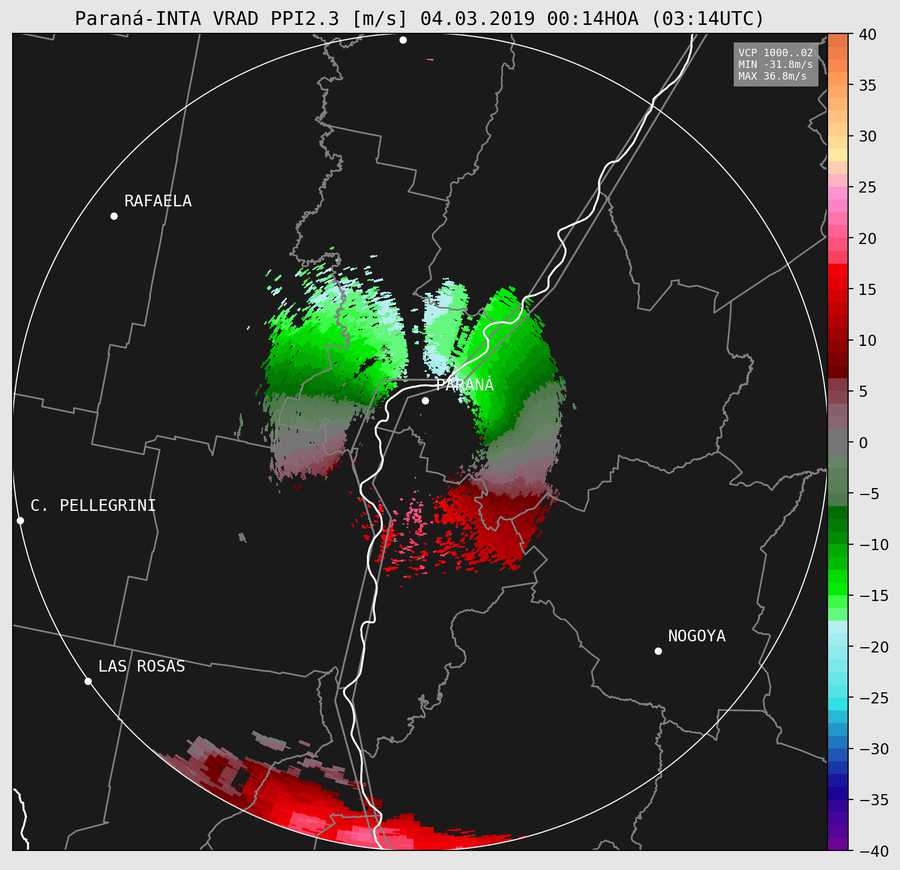 Paraná-INTA VRAD PPI2.3 [m/s] 04.03.2019 00:14HOA (03:14UTC)
VCP 1000..02
MIN -31.8m/s
MAX 36.8m/s
RAFAELA
PARANÁ
C. PELLEGRINI
NOGOYA
LAS ROSAS
40
35
30
25
20
15
10
5
0
−5
−10
−15
−20
−25
−30
−35
−40